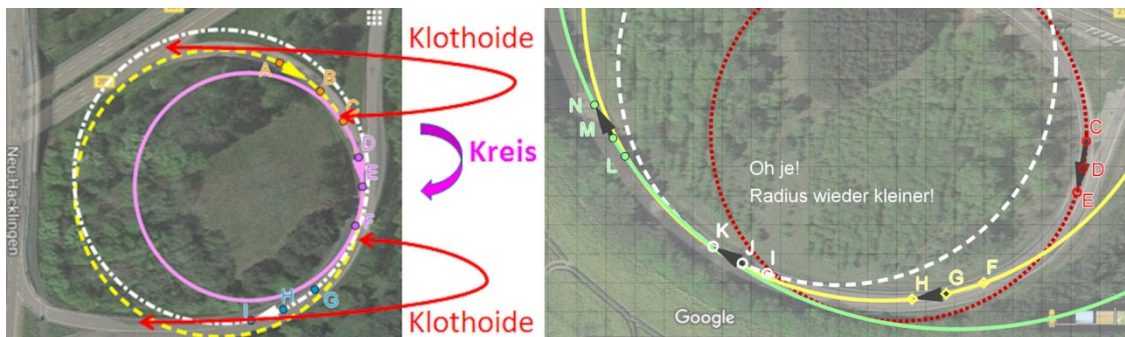 Klothoide
A
B
C
D
E
F
G
H
I
Kreis
Klothoide
Neu-Hacklingen
N
M
L
K
J
I
H
G
F
C
D
E
Oh je!
Radius wieder kleiner!
Google